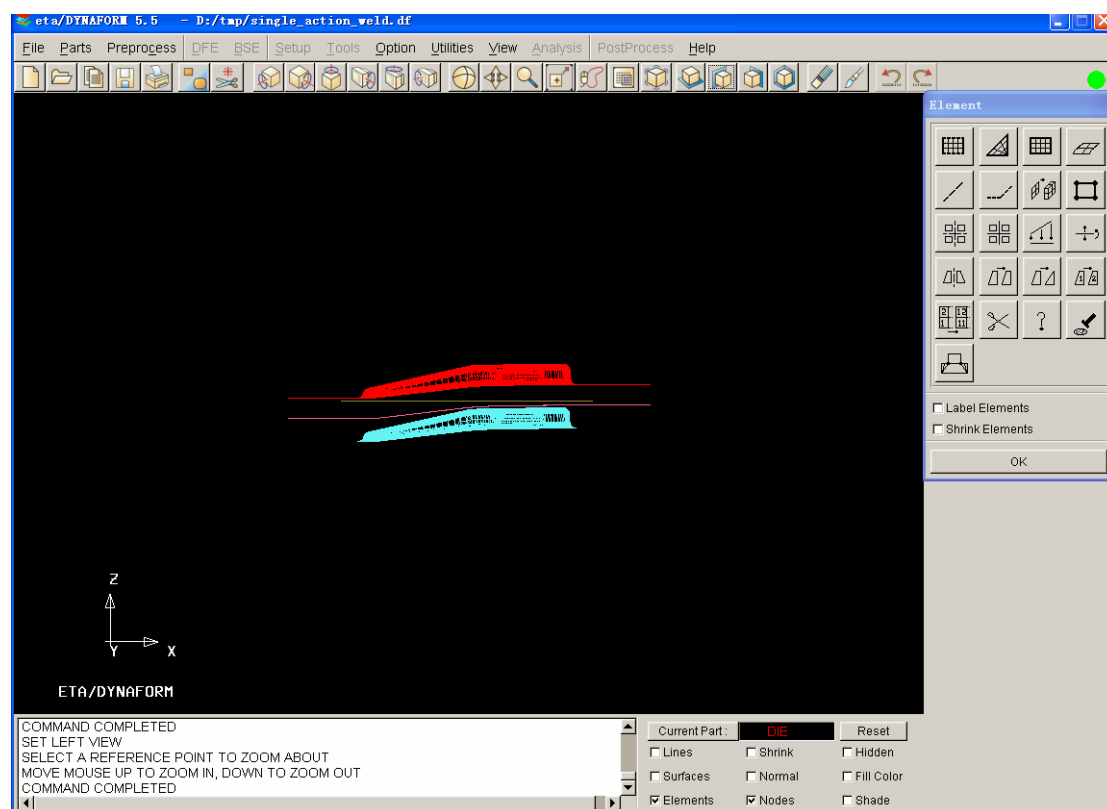 eta/DYNAFORM 5.5 - D:/tmp/single_action_weld.df
File Parts Preprocess DFE BSE Setup Tools Option Utilities View Analysis PostProcess Help
Element
Label Elements
Shrink Elements
OK
Z
Y X
ETA/DYNAFORM
COMMAND COMPLETED
SET LEFT VIEW
SELECT A REFERENCE POINT TO ZOOM ABOUT
MOVE MOUSE UP TO ZOOM IN, DOWN TO ZOOM OUT
COMMAND COMPLETED
Current Part : DIE Reset
Lines Shrink Hidden
Surfaces Normal Fill Color
Elements Nodes Shade